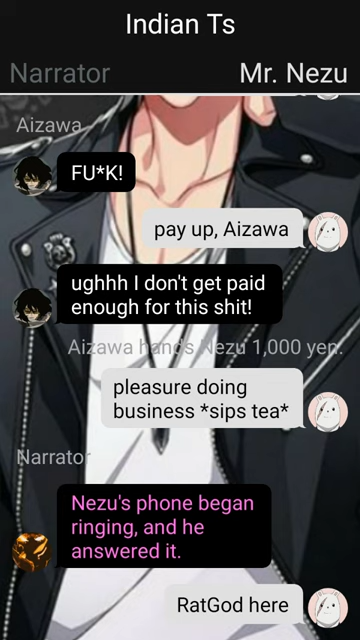 Indian Ts
Narrator
Mr. Nezu
Aizawa
FU*K!
pay up, Aizawa
ughhh I don't get paid
enough for this shit!
Aizawa hands Nezu 1,000 yen.
pleasure doing
business *sips tea*
Narrator
Nezu's phone began
ringing, and he
answered it.
RatGod here